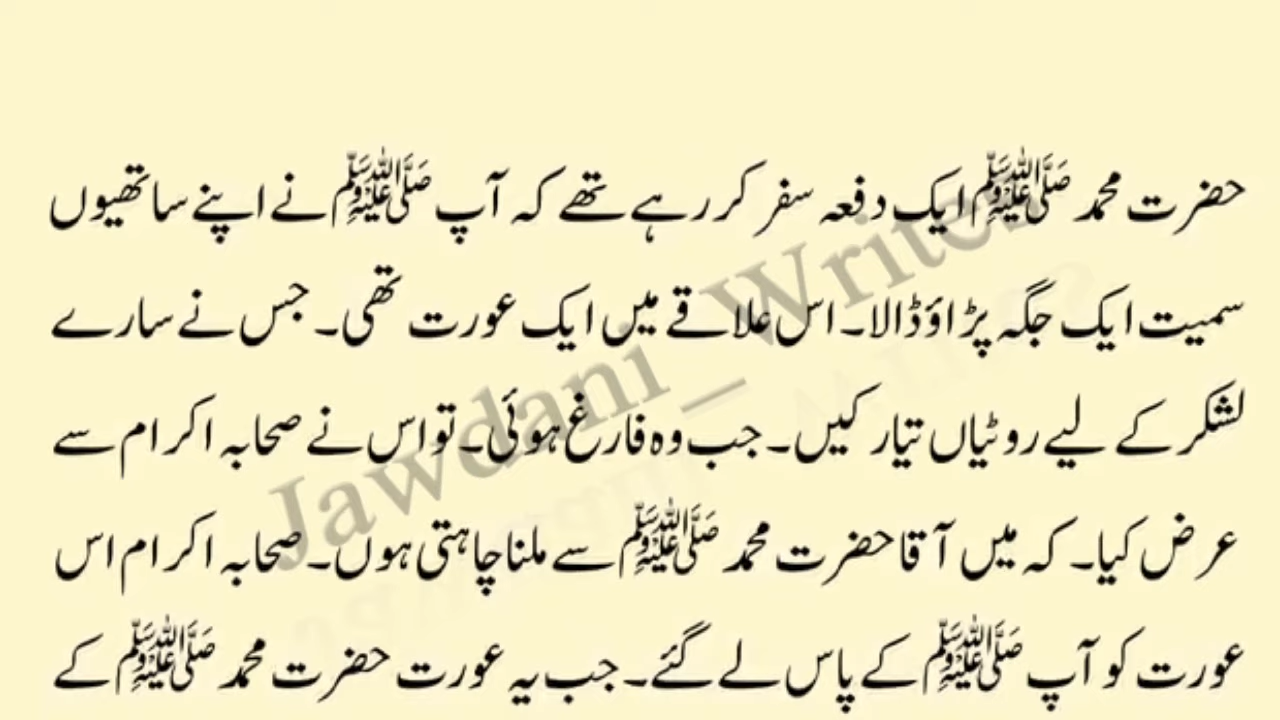 حضرت محمد ﷺ ایک دفعہ سفر کر رہے تھے کہ آپ ﷺ نے اپنے ساتھیوں
سمیت ایک جگہ پڑاؤ ڈالا۔ اس علاقے میں ایک عورت تھی۔ جس نے سارے
لشکر کے لیے روٹیاں تیار کیں۔ جب وہ فارغ ہوئی۔ تو اس نے صحابہ اکرام سے
عرض کیا۔ کہ میں آقا حضرت محمد ﷺ سے ملنا چاہتی ہوں۔ صحابہ اکرام اس
عورت کو آپ ﷺ کے پاس لے گئے۔ جب یہ عورت حضرت محمد ﷺ کے
Jawdani_Writes